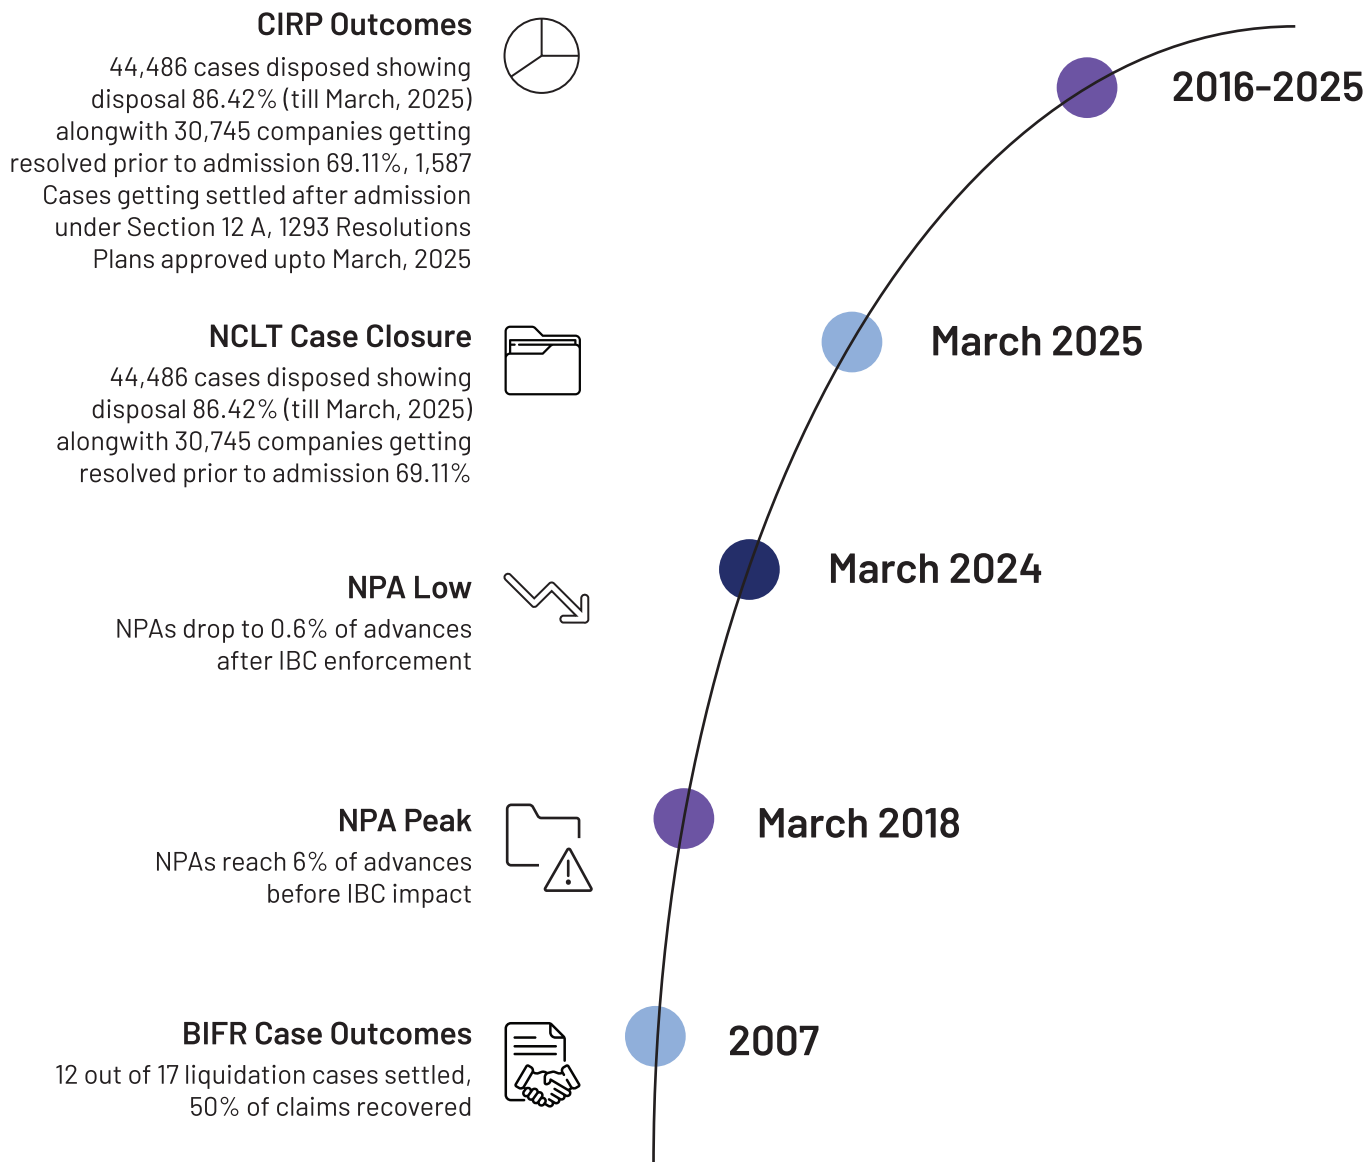 CIRP Outcomes
44,486 cases disposed showing
disposal 86.42% (till March, 2025)
alongwith 30,745 companies getting
resolved prior to admission 69.11%, 1,587
Cases getting settled after admission
under Section 12 A, 1293 Resolutions
Plans approved upto March, 2025
2016-2025
NCLT Case Closure
44,486 cases disposed showing
disposal 86.42% (till March, 2025)
alongwith 30,745 companies getting
resolved prior to admission 69.11%
March 2025
NPA Low
NPAs drop to 0.6% of advances
after IBC enforcement
March 2024
NPA Peak
NPAs reach 6% of advances
before IBC impact
March 2018
BIFR Case Outcomes
12 out of 17 liquidation cases settled,
50% of claims recovered
2007